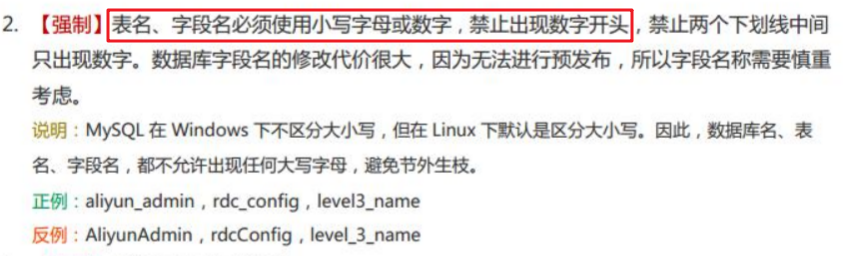 2. 【强制】表名、字段名必须使用小写字母或数字，禁止出现数字开头，禁止两个下划线中间
只出现数字。数据库字段名的修改代价很大，因为无法进行预发布，所以字段名称需要慎重
考虑。
说明：MySQL 在 Windows 下不区分大小写，但在 Linux 下默认是区分大小写。因此，数据库名、表
名、字段名，都不允许出现任何大写字母，避免节外生枝。
正例：aliyun_admin，rdc_config，level3_name
反例：AliyunAdmin，rdcConfig，level_3_name